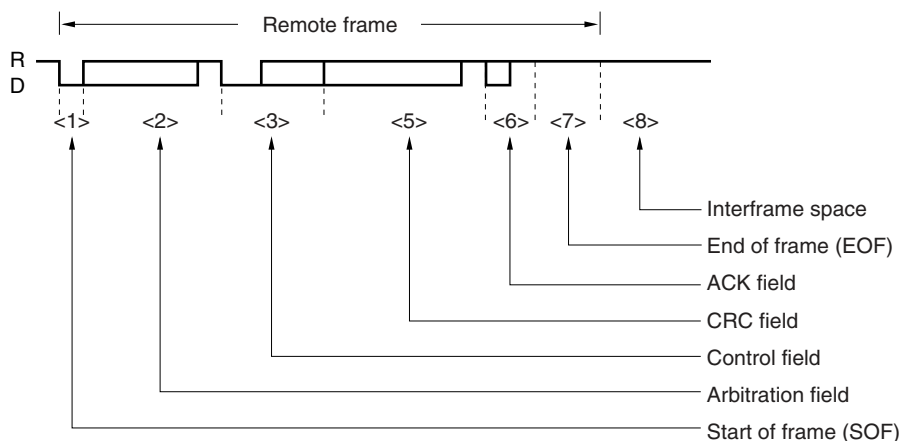 Remote frame
R
D
<1> <2> <3> <5> <6> <7> <8>
Interframe space
End of frame (EOF)
ACK field
CRC field
Control field
Arbitration field
Start of frame (SOF)